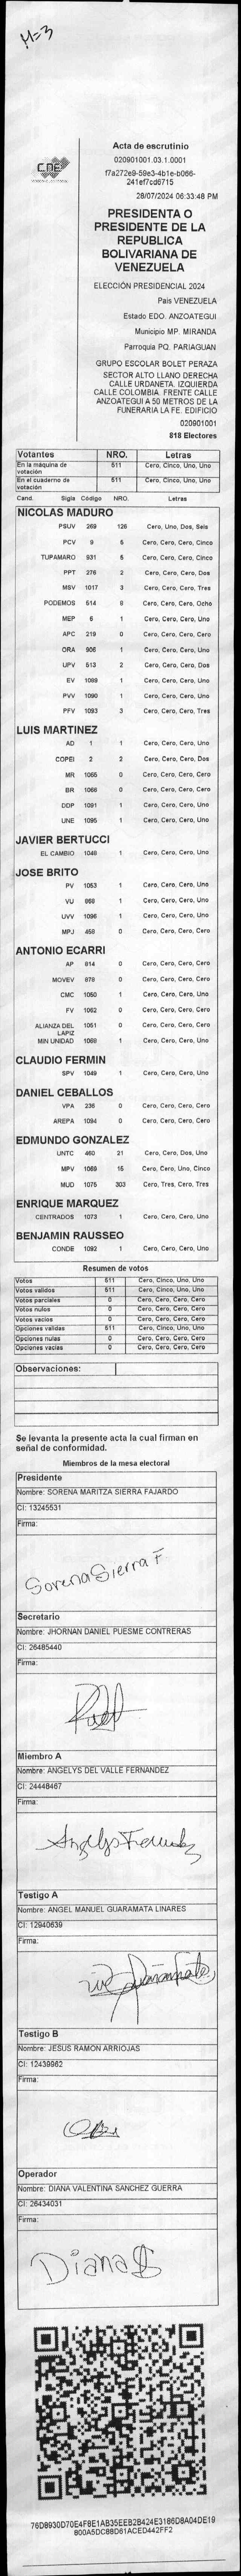 M=3
CNE
Acta de escrutinio
020901001.03.1.0001
f7a272e9-59e3-4b1e-b066-
241ef7cd6715
28/07/2024 06:33:48 PM
PRESIDENTA O
PRESIDENTE DE LA
REPUBLICA
BOLIVARIANA DE
VENEZUELA
ELECCIÓN PRESIDENCIAL 2024
Pais VENEZUELA
Estado EDO. ANZOATEGUI
Municipio MP. MIRANDA
Parroquia PQ. PARIAGUAN
GRUPO ESCOLAR BOLET PERAZA
SECTOR ALTO LLANO DERECHA
CALLE URDANETA. IZQUIERDA
CALLE COLOMBIA. FRENTE CALLE
ANZOATEGUI A 50 METROS DE LA
FUNERARIA LA FE. EDIFICIO
020901001
818 Electores
Votantes NRO. Letras
En la máquina de votación 511 Cero, Cinco, Uno, Uno
En el cuaderno de votación 511 Cero, Cinco, Uno, Uno
Cand. Sigla Código NRO. Letras
NICOLAS MADURO
PSUV 269 126 Cero, Uno, Dos, Seis
PCV 9 5 Cero, Cero, Cero, Cinco
TUPAMARO 931 5 Cero, Cero, Cero, Cinco
PPT 276 2 Cero, Cero, Cero, Dos
MSV 1017 3 Cero, Cero, Cero, Tres
PODEMOS 514 8 Cero, Cero, Cero, Ocho
MEP 6 1 Cero, Cero, Cero, Uno
APC 219 0 Cero, Cero, Cero, Cero
ORA 906 1 Cero, Cero, Cero, Uno
UPV 513 2 Cero, Cero, Cero, Dos
EV 1089 1 Cero, Cero, Cero, Uno
PVV 1090 1 Cero, Cero, Cero, Uno
PFV 1093 3 Cero, Cero, Cero, Tres
LUIS MARTINEZ
AD 1 1 Cero, Cero, Cero, Uno
COPEI 2 2 Cero, Cero, Cero, Dos
MR 1065 0 Cero, Cero, Cero, Cero
BR 1066 0 Cero, Cero, Cero, Cero
DDP 1091 1 Cero, Cero, Cero, Uno
UNE 1095 1 Cero, Cero, Cero, Uno
JAVIER BERTUCCI
EL CAMBIO 1046 1 Cero, Cero, Cero, Uno
JOSE BRITO
PV 1053 1 Cero, Cero, Cero, Uno
VU 868 1 Cero, Cero, Cero, Uno
UVV 1096 1 Cero, Cero, Cero, Uno
MPJ 458 0 Cero, Cero, Cero, Cero
ANTONIO ECARRI
AP 814 0 Cero, Cero, Cero, Cero
MOVEV 878 0 Cero, Cero, Cero, Cero
CMC 1050 1 Cero, Cero, Cero, Uno
FV 1062 0 Cero, Cero, Cero, Cero
ALIANZA DEL LAPIZ 1051 0 Cero, Cero, Cero, Cero
MIN UNIDAD 1069 1 Cero, Cero, Cero, Uno
CLAUDIO FERMIN
SPV 1049 1 Cero, Cero, Cero, Uno
DANIEL CEBALLOS
VPA 236 0 Cero, Cero, Cero, Cero
AREPA 1094 0 Cero, Cero, Cero, Cero
EDMUNDO GONZALEZ
UNTC 460 21 Cero, Cero, Dos, Uno
MPV 1069 15 Cero, Cero, Uno, Cinco
MUD 1075 303 Cero, Tres, Cero, Tres
ENRIQUE MARQUEZ
CENTRADOS 1073 1 Cero, Cero, Cero, Uno
BENJAMIN RAUSSEO
CONDE 1092 1 Cero, Cero, Cero, Uno
Resumen de votos
Votos 511 Cero, Cinco, Uno, Uno
Votos validos 511 Cero, Cinco, Uno, Uno
Votos parciales 0 Cero, Cero, Cero, Cero
Votos nulos 0 Cero, Cero, Cero, Cero
Votos vacios 0 Cero, Cero, Cero, Cero
Opciones validas 511 Cero, Cinco, Uno, Uno
Opciones nulas 0 Cero, Cero, Cero, Cero
Opciones vacias 0 Cero, Cero, Cero, Cero
Observaciones:
Se levanta la presente acta la cual firman en
señal de conformidad.
Miembros de la mesa electoral
Presidente
Nombre: SORENA MARITZA SIERRA FAJARDO
CI: 13245531
Firma:
Sorena Sierra F
Secretario
Nombre: JHORNAN DANIEL PUESME CONTRERAS
CI: 26485440
Firma:
Miembro A
Nombre: ANGELYS DEL VALLE FERNANDEZ
CI: 24448467
Firma:
Angelys Fernandez
Testigo A
Nombre: ANGEL MANUEL GUARAMATA LINARES
CI: 12940639
Firma:
Testigo B
Nombre: JESUS RAMON ARRIOJAS
CI: 12439962
Firma:
Operador
Nombre: DIANA VALENTINA SANCHEZ GUERRA
CI: 26434031
Firma:
Diana S
76D8930D70E4F8E1AB35EEB2B424E3186D8A04DE19
800A5DC88D61ACED442FF2